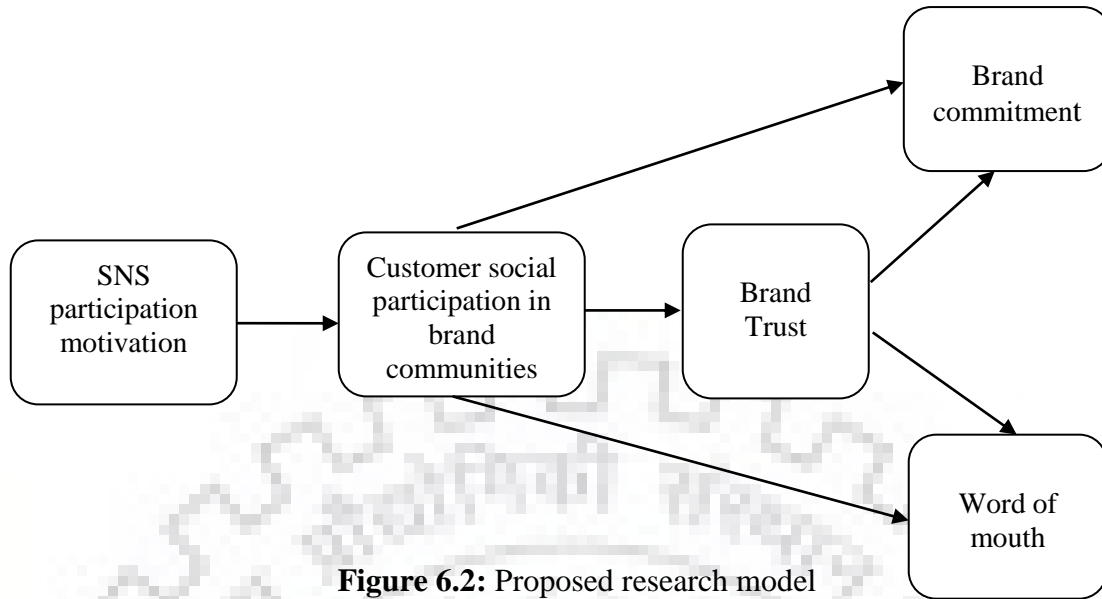 Brand
commitment
SNS
participation
motivation
Customer social
participation in
brand
communities
Brand
Trust
Word of
mouth
Figure 6.2: Proposed research model